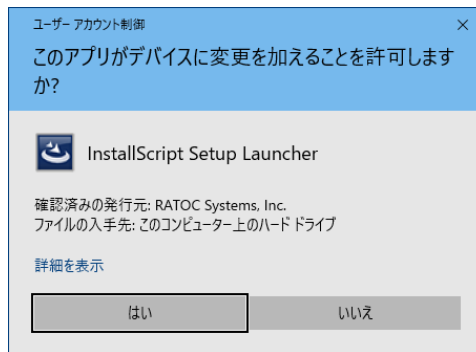 ユーザー アカウント制御
このアプリがデバイスに変更を加えることを許可します
か?
InstallScript Setup Launcher
確認済みの発行元: RATOC Systems, Inc.
ファイルの入手先: このコンピューター上のハード ドライブ
詳細を表示
はい
いいえ